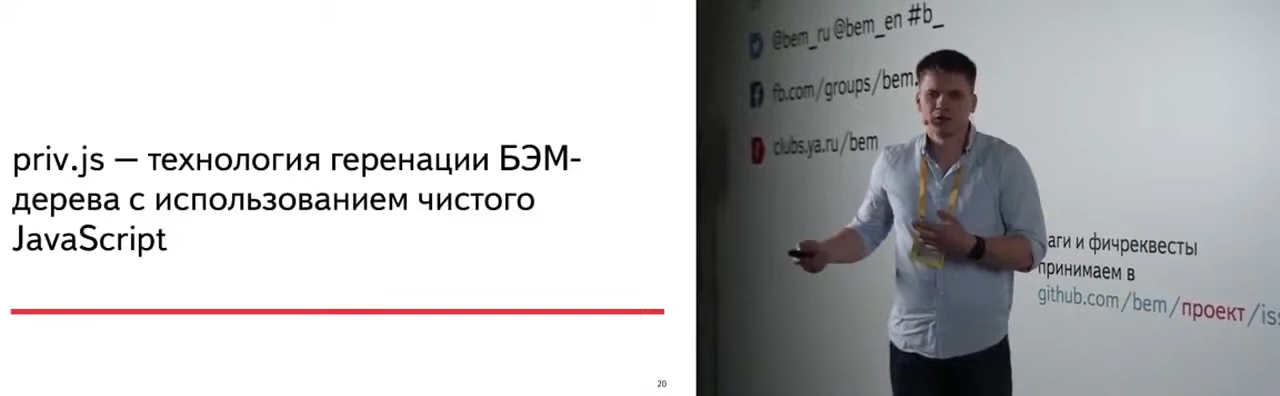 priv.js — технология геренации БЭМ-
дерева с использованием чистого
JavaScript
20
@bem_ru @bem_en #b_
fb.com/groups/bem.
clubs.ya.ru/bem
аги и фичреквесты
принимаем в
github.com/bem/проект/iss